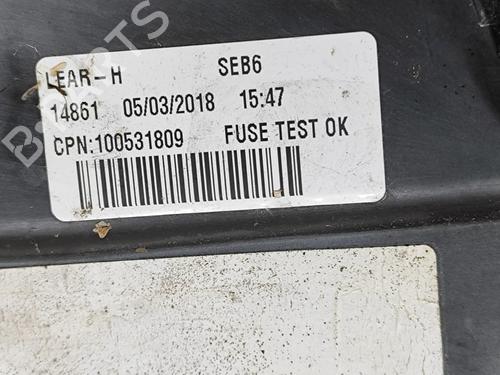 LEAR-H SEB6
14861 05/03/2018 15:47
CPN:100531809 FUSE TEST OK